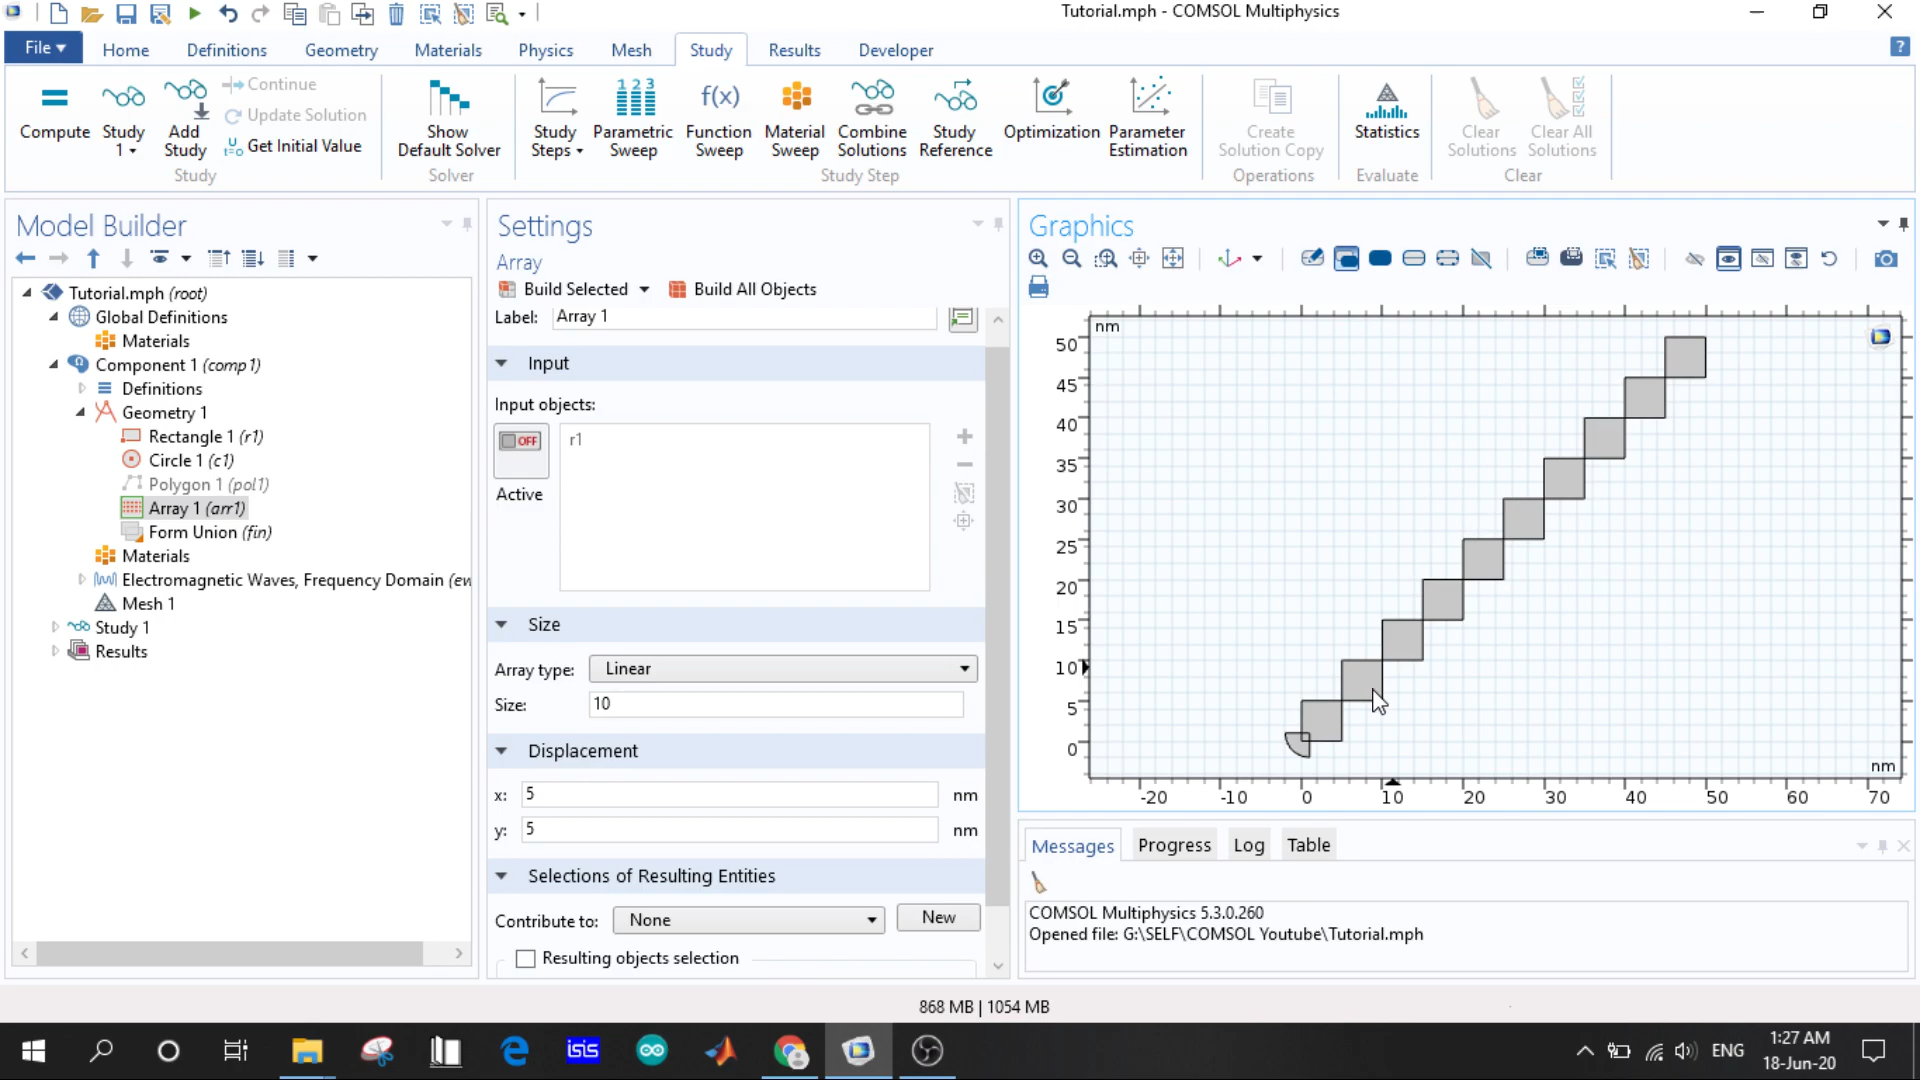 Tutorial.mph - COMSOL Multiphysics
File
Home
Definitions
Geometry
Materials
Physics
Mesh
Study
Results
Developer
Compute
Study 1
Add Study
Continue
Update Solution
Get Initial Value
Study
Show Default Solver
Solver
Study Steps
Parametric Sweep
Function Sweep
Material Sweep
Combine Solutions
Study Reference
Optimization
Parameter Estimation
Study Step
Create Solution Copy
Operations
Statistics
Evaluate
Clear Solutions
Clear All Solutions
Clear
Model Builder
Tutorial.mph (root)
Global Definitions
Materials
Component 1 (comp1)
Definitions
Geometry 1
Rectangle 1 (r1)
Circle 1 (c1)
Polygon 1 (pol1)
Array 1 (arr1)
Form Union (fin)
Materials
Electromagnetic Waves, Frequency Domain (ew
Mesh 1
Study 1
Results
Settings
Array
Build Selected
Build All Objects
Label: Array 1
Input
Input objects:
OFF
r1
Active
Size
Array type: Linear
Size: 10
Displacement
x: 5 nm
y: 5 nm
Selections of Resulting Entities
Contribute to: None New
Resulting objects selection
Graphics
nm
50
45
40
35
30
25
20
15
10
5
0
nm
-20 -10 0 10 20 30 40 50 60 70
Messages
Progress
Log
Table
COMSOL Multiphysics 5.3.0.260
Opened file: G:\SELF\COMSOL Youtube\Tutorial.mph
868 MB | 1054 MB
isis
ENG
1:27 AM
18-Jun-20